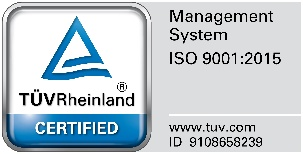 TÜVRheinland®
CERTIFIED
Management
System
ISO 9001:2015
www.tuv.com
ID 9108658239